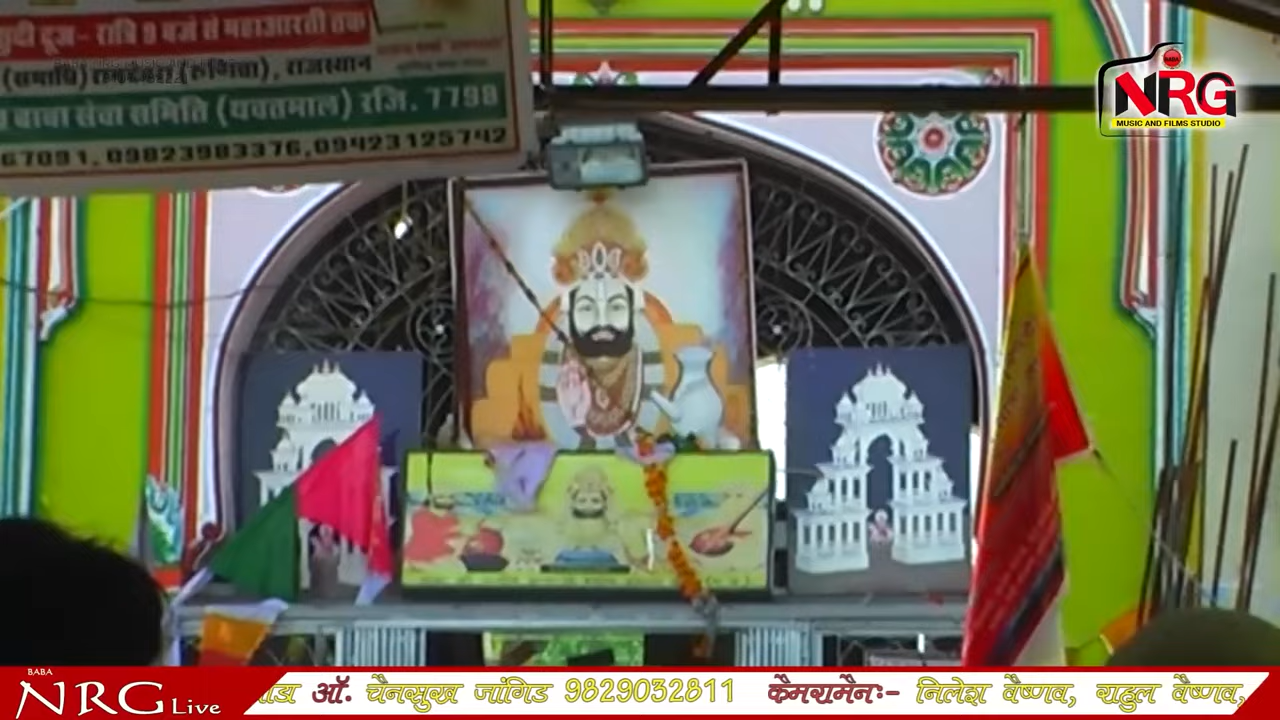 सुदी दूज - रात्रि 9 बजे से महाआरती तक
(समाधि) रामदेवरा (रुणिचा), राजस्थान
बाबा सेवा समिति (यवतमाल) रजि. 7798
67091, 09823983376, 09423125742
BABA
NRG
MUSIC AND FILMS STUDIO
BABA
NRG Live
ऑ. चैनसुख जांगिड 9829032811 कैमरामैनः- निलेश वैष्णव, राहुल वैष्णव,